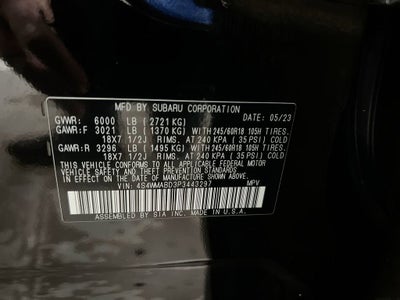 MFD. BY SUBARU CORPORATION
GVWR: 6000 LB (2721 KG) DATE: 05/23
GAWR:F 3021 LB (1370 KG) WITH 245/60R18 105H TIRES.
18X7 1/2J RIMS. AT 240 KPA (35 PSI) COLD
GAWR:R 3296 LB (1495 KG) WITH 245/60R18 105H TIRES.
18X7 1/2J RIMS. AT 240 KPA (35 PSI) COLD
THIS VEHICLE CONFORMS TO ALL APPLICABLE FEDERAL MOTOR
VEHICLE SAFETY AND THEFT PREVENTION STANDARDS
IN EFFECT ON THE DATE OF MANUFACTURE SHOWN ABOVE.
VIN: 4S4WMABD3P3443297 MPV
ASSEMBLED BY SIA INC. MADE IN U.S.A.